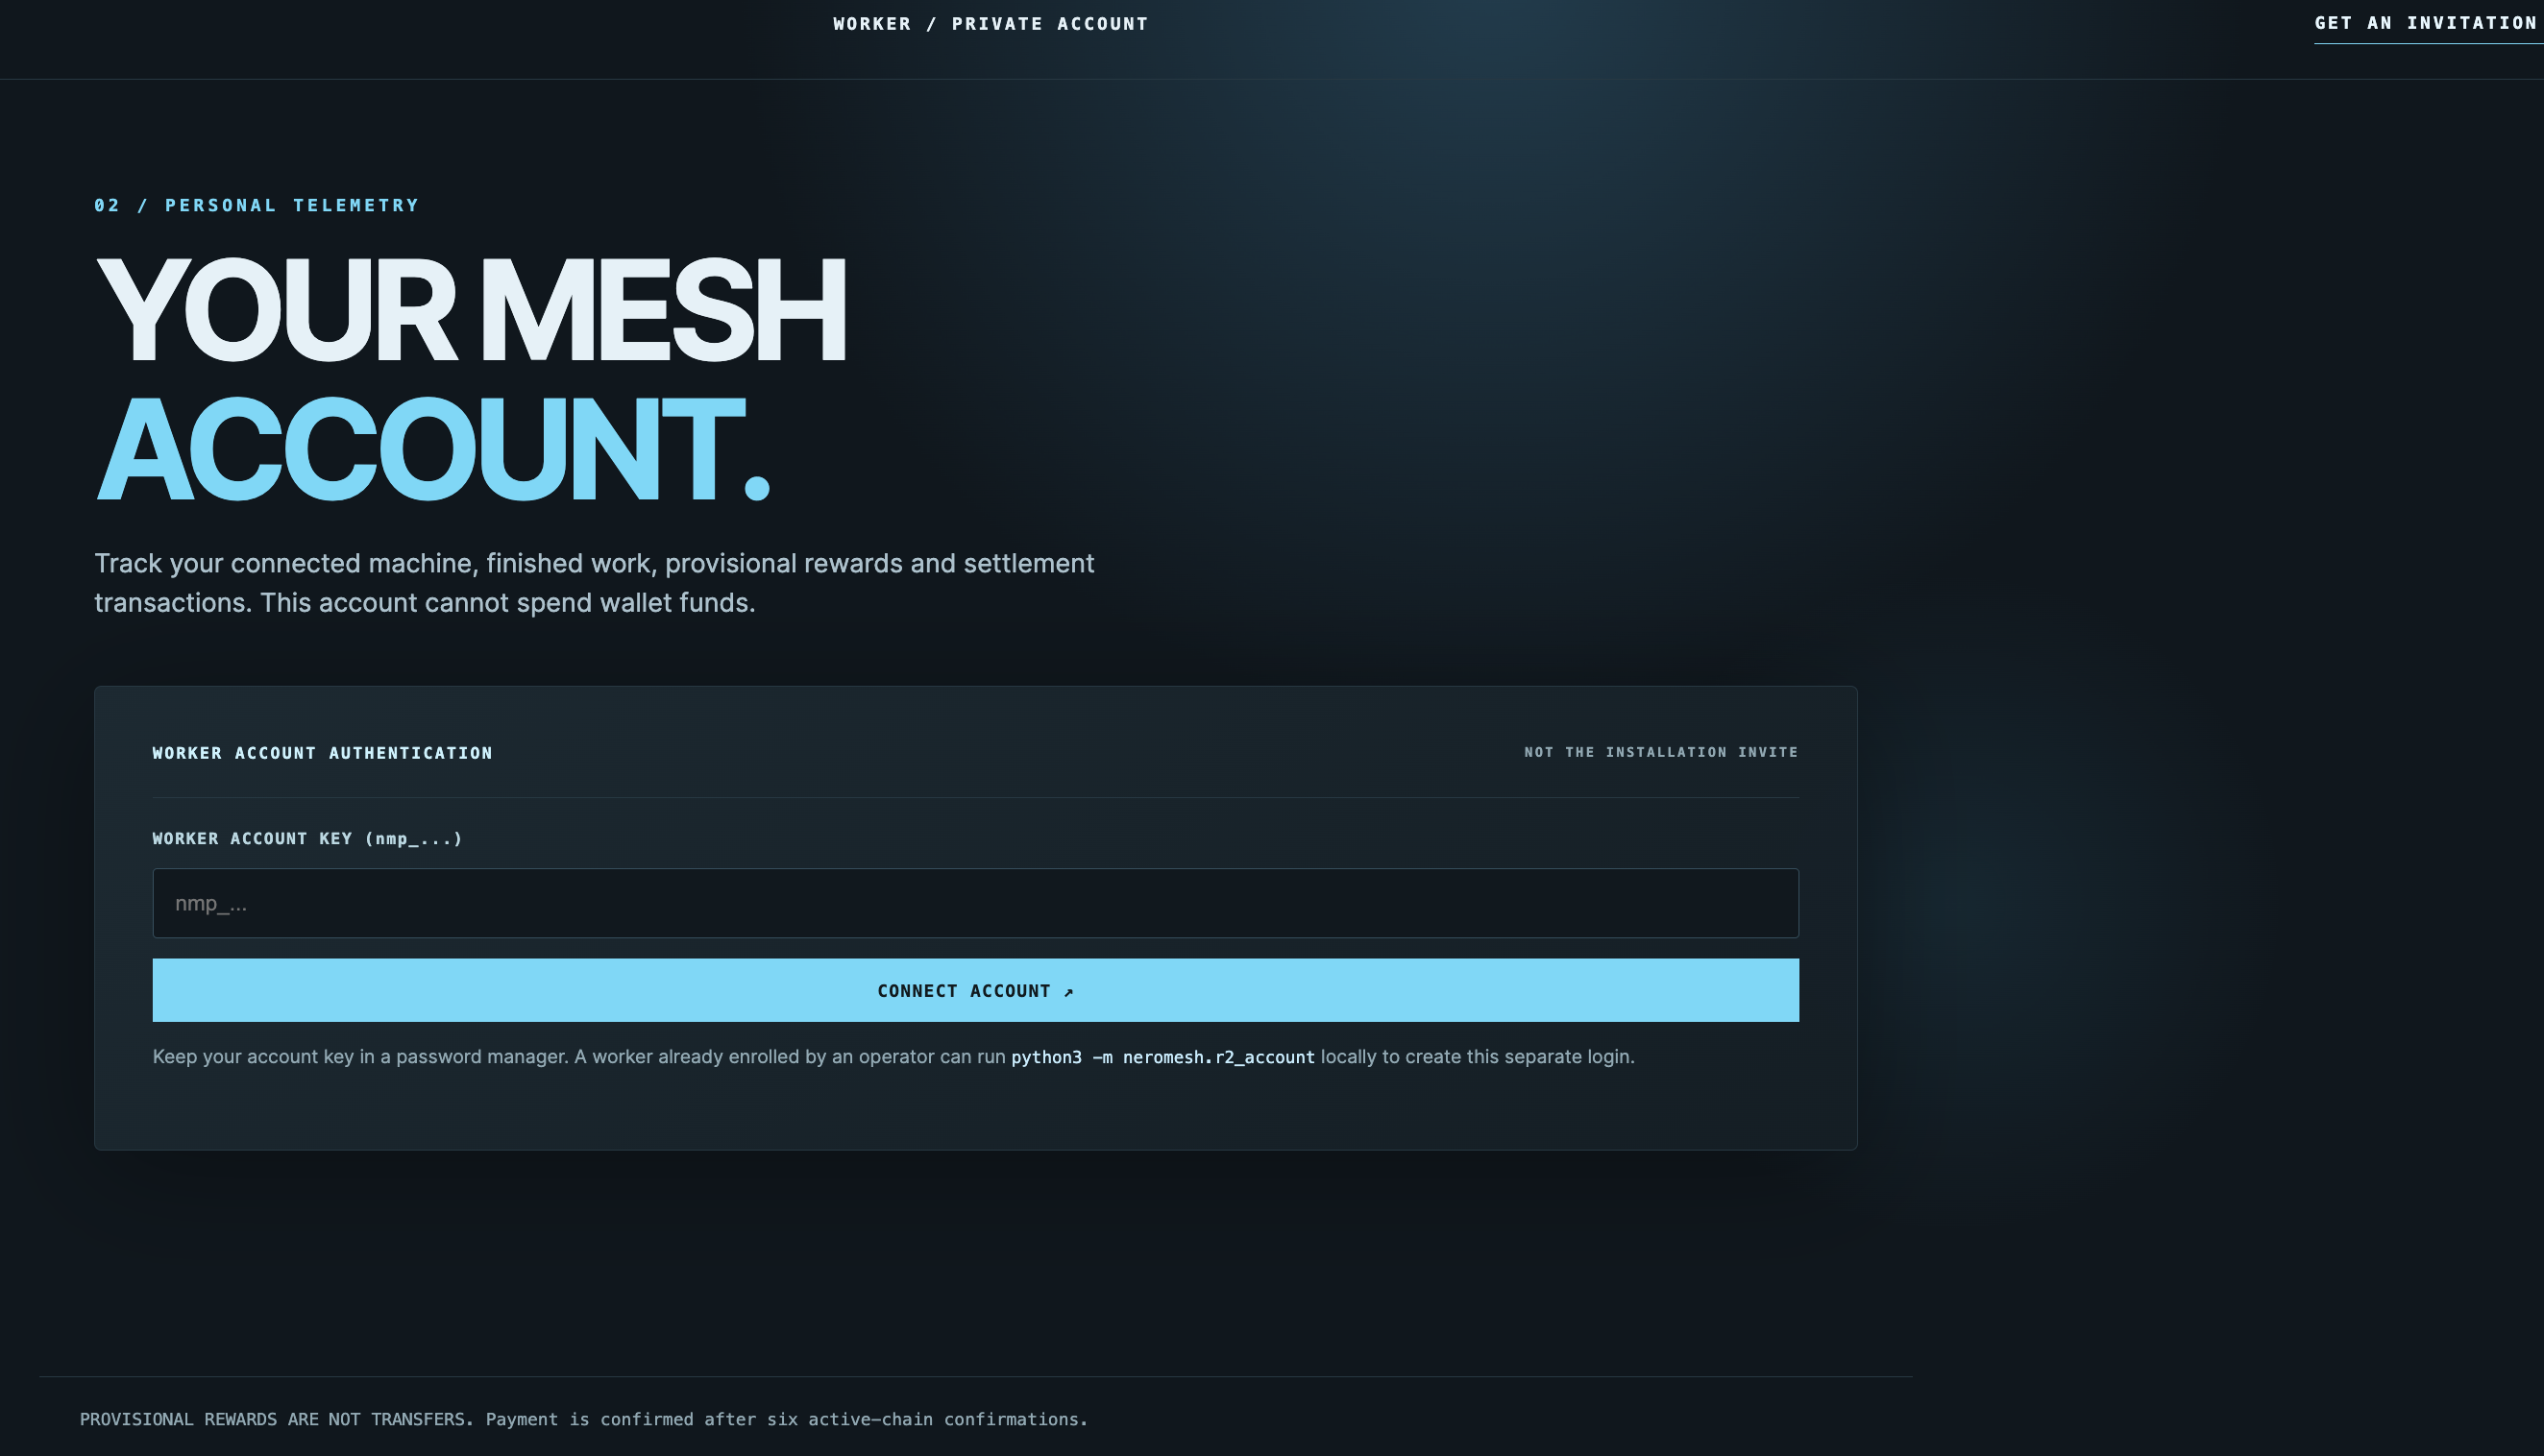 WORKER / PRIVATE ACCOUNT
GET AN INVITATION
02 / PERSONAL TELEMETRY
YOUR MESH
ACCOUNT.
Track your connected machine, finished work, provisional rewards and settlement
transactions. This account cannot spend wallet funds.
WORKER ACCOUNT AUTHENTICATION
NOT THE INSTALLATION INVITE
WORKER ACCOUNT KEY (nmp_...)
nmp_...
CONNECT ACCOUNT ↗
Keep your account key in a password manager. A worker already enrolled by an operator can run python3 -m neromesh.r2_account locally to create this separate login.
PROVISIONAL REWARDS ARE NOT TRANSFERS. Payment is confirmed after six active-chain confirmations.